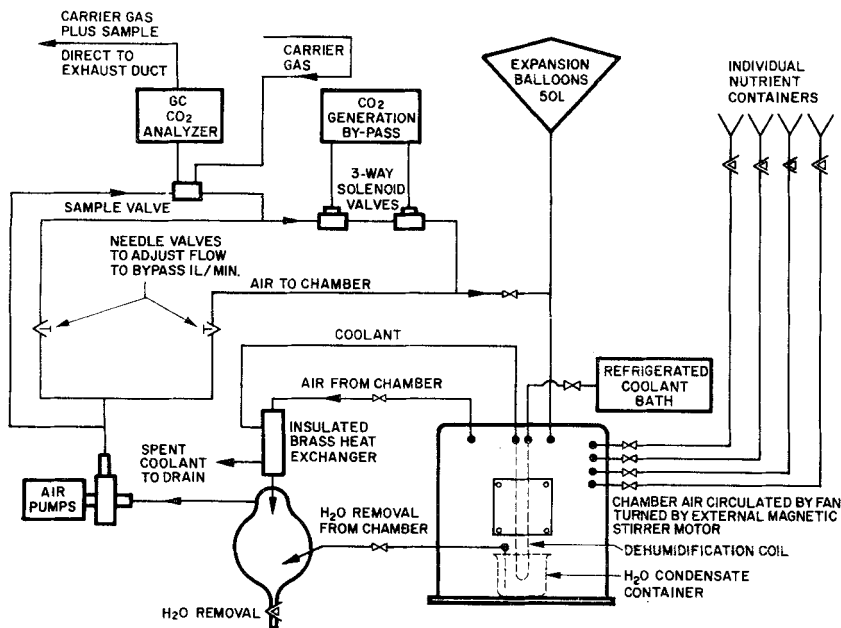 CARRIER GAS
PLUS SAMPLE
DIRECT TO
EXHAUST DUCT
CARRIER
GAS
GC
CO2
ANALYZER
CO2
GENERATION
BY-PASS
EXPANSION
BALLOONS
50L
INDIVIDUAL
NUTRIENT
CONTAINERS
3-WAY
SOLENOID
VALVES
SAMPLE VALVE
NEEDLE VALVES
TO ADJUST FLOW
TO BYPASS 1L/MIN.
AIR TO CHAMBER
COOLANT
REFRIGERATED
COOLANT
BATH
AIR FROM CHAMBER
INSULATED
BRASS HEAT
EXCHANGER
SPENT
COOLANT
TO DRAIN
AIR
PUMPS
H2O REMOVAL
FROM CHAMBER
CHAMBER AIR CIRCULATED BY FAN
TURNED BY EXTERNAL MAGNETIC
STIRRER MOTOR
DEHUMIDIFICATION COIL
H2O CONDENSATE
CONTAINER
H2O REMOVAL